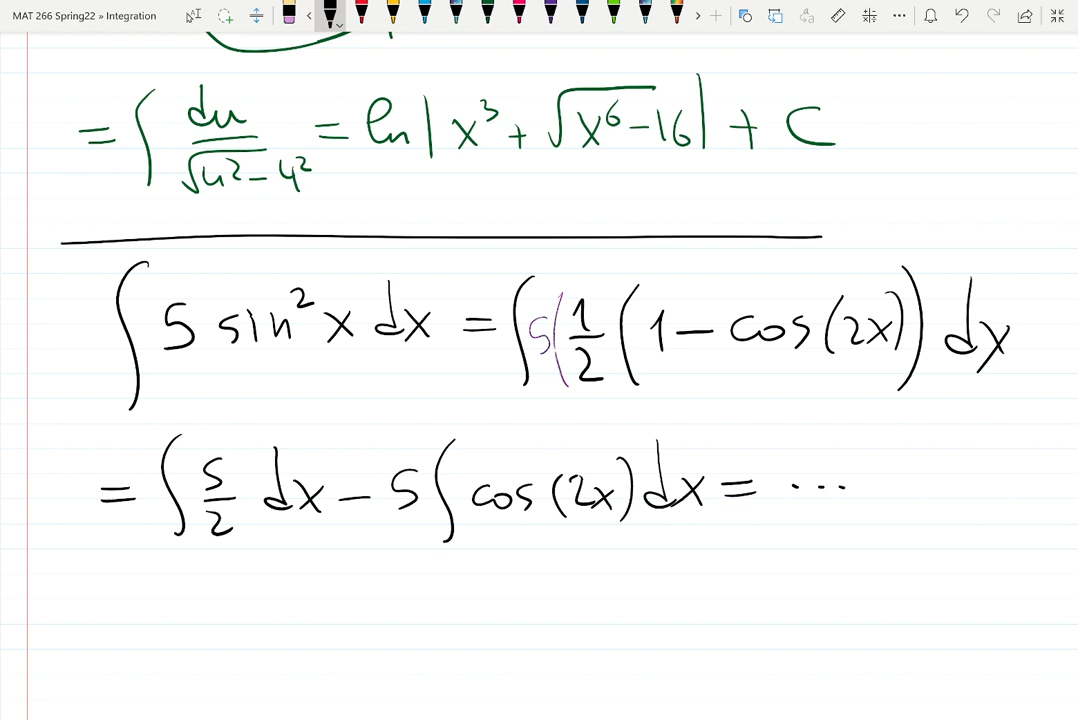 MAT 266 Spring22 » Integration
= ∫ du/√(u² - 4²) = ln|x³ + √(x⁶ - 16)| + C
∫ 5 sin² x dx = ∫ 5(1/2 (1 - cos(2x))) dx
= ∫ 5/2 dx - 5 ∫ cos(2x) dx = ...